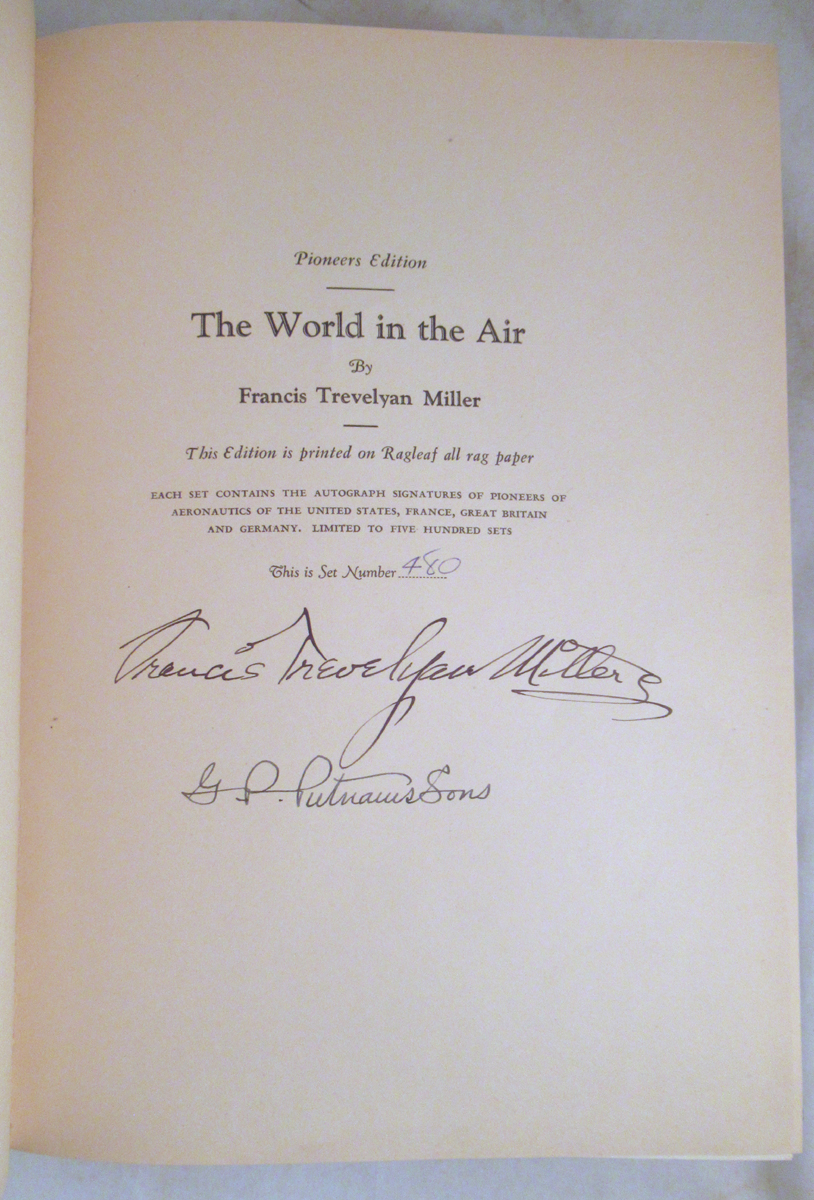 Pioneers Edition
The World in the Air
By
Francis Trevelyan Miller
This Edition is printed on Ragleaf all rag paper
EACH SET CONTAINS THE AUTOGRAPH SIGNATURES OF PIONEERS OF
AERONAUTICS OF THE UNITED STATES, FRANCE, GREAT BRITAIN
AND GERMANY. LIMITED TO FIVE HUNDRED SETS
This is Set Number 480
Francis Trevelyan Miller
G. P. Putnam's Sons